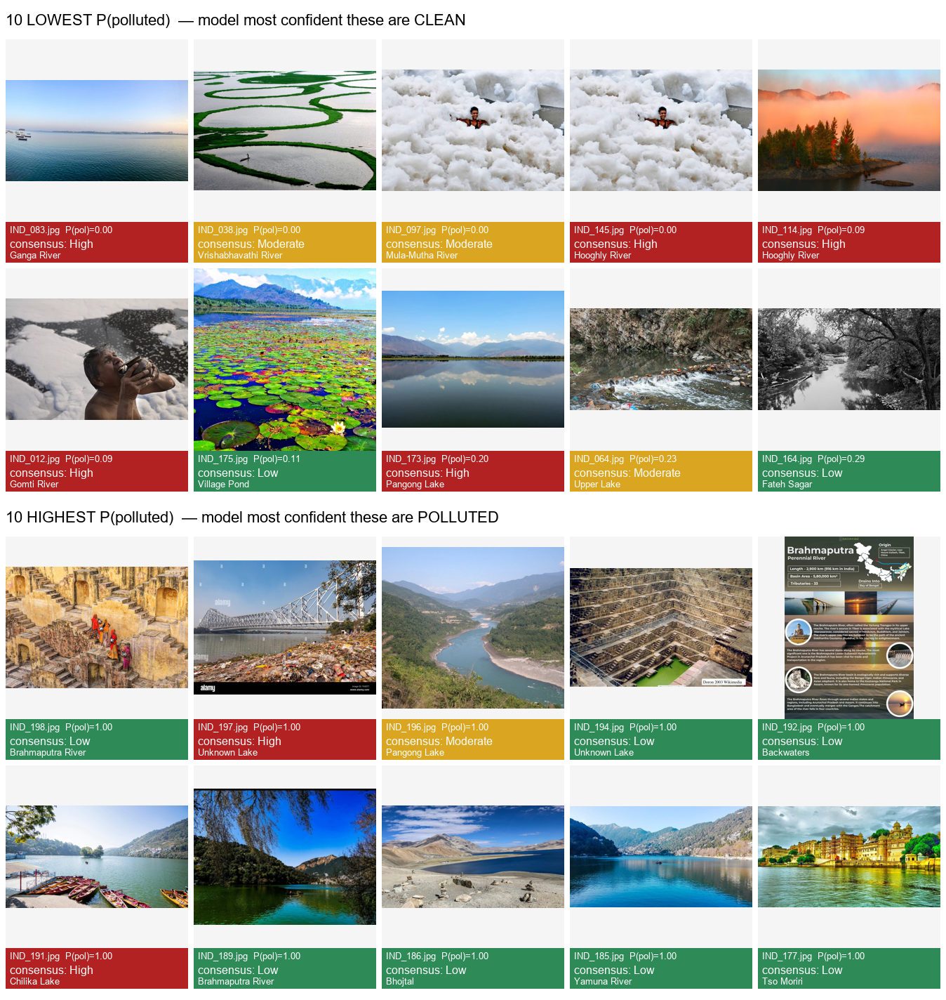 10 LOWEST P(polluted) — model most confident these are CLEAN
IND_083.jpg P(pol)=0.00
consensus: High
Ganga River
IND_038.jpg P(pol)=0.00
consensus: Moderate
Vrishabhavathi River
IND_097.jpg P(pol)=0.00
consensus: Moderate
Mula-Mutha River
IND_145.jpg P(pol)=0.00
consensus: High
Hooghly River
IND_114.jpg P(pol)=0.09
consensus: High
Hooghly River
IND_012.jpg P(pol)=0.09
consensus: High
Gomti River
IND_175.jpg P(pol)=0.11
consensus: Low
Village Pond
IND_173.jpg P(pol)=0.20
consensus: High
Pangong Lake
IND_064.jpg P(pol)=0.23
consensus: Moderate
Upper Lake
IND_164.jpg P(pol)=0.29
consensus: Low
Fateh Sagar
10 HIGHEST P(polluted) — model most confident these are POLLUTED
IND_198.jpg P(pol)=1.00
consensus: Low
Brahmaputra River
a a a
a alamy alamy
a
alamy a
alamy
www.alamy.com
IND_197.jpg P(pol)=1.00
consensus: High
Unknown Lake
IND_196.jpg P(pol)=1.00
consensus: Moderate
Pangong Lake
Doron 2003 Wikimedia
IND_194.jpg P(pol)=1.00
consensus: Low
Unknown Lake
Brahmaputra
Perennial River
Origin
Length - 2,900 km (916 km in India)
Basin Area - 5,80,000 km²
Tributaries - 33
Drains Into
Bay of Bengal
IND_192.jpg P(pol)=1.00
consensus: Low
Backwaters
IND_191.jpg P(pol)=1.00
consensus: High
Chilika Lake
IND_189.jpg P(pol)=1.00
consensus: Low
Brahmaputra River
IND_186.jpg P(pol)=1.00
consensus: Low
Bhojtal
IND_185.jpg P(pol)=1.00
consensus: Low
Yamuna River
IND_177.jpg P(pol)=1.00
consensus: Low
Tso Moriri